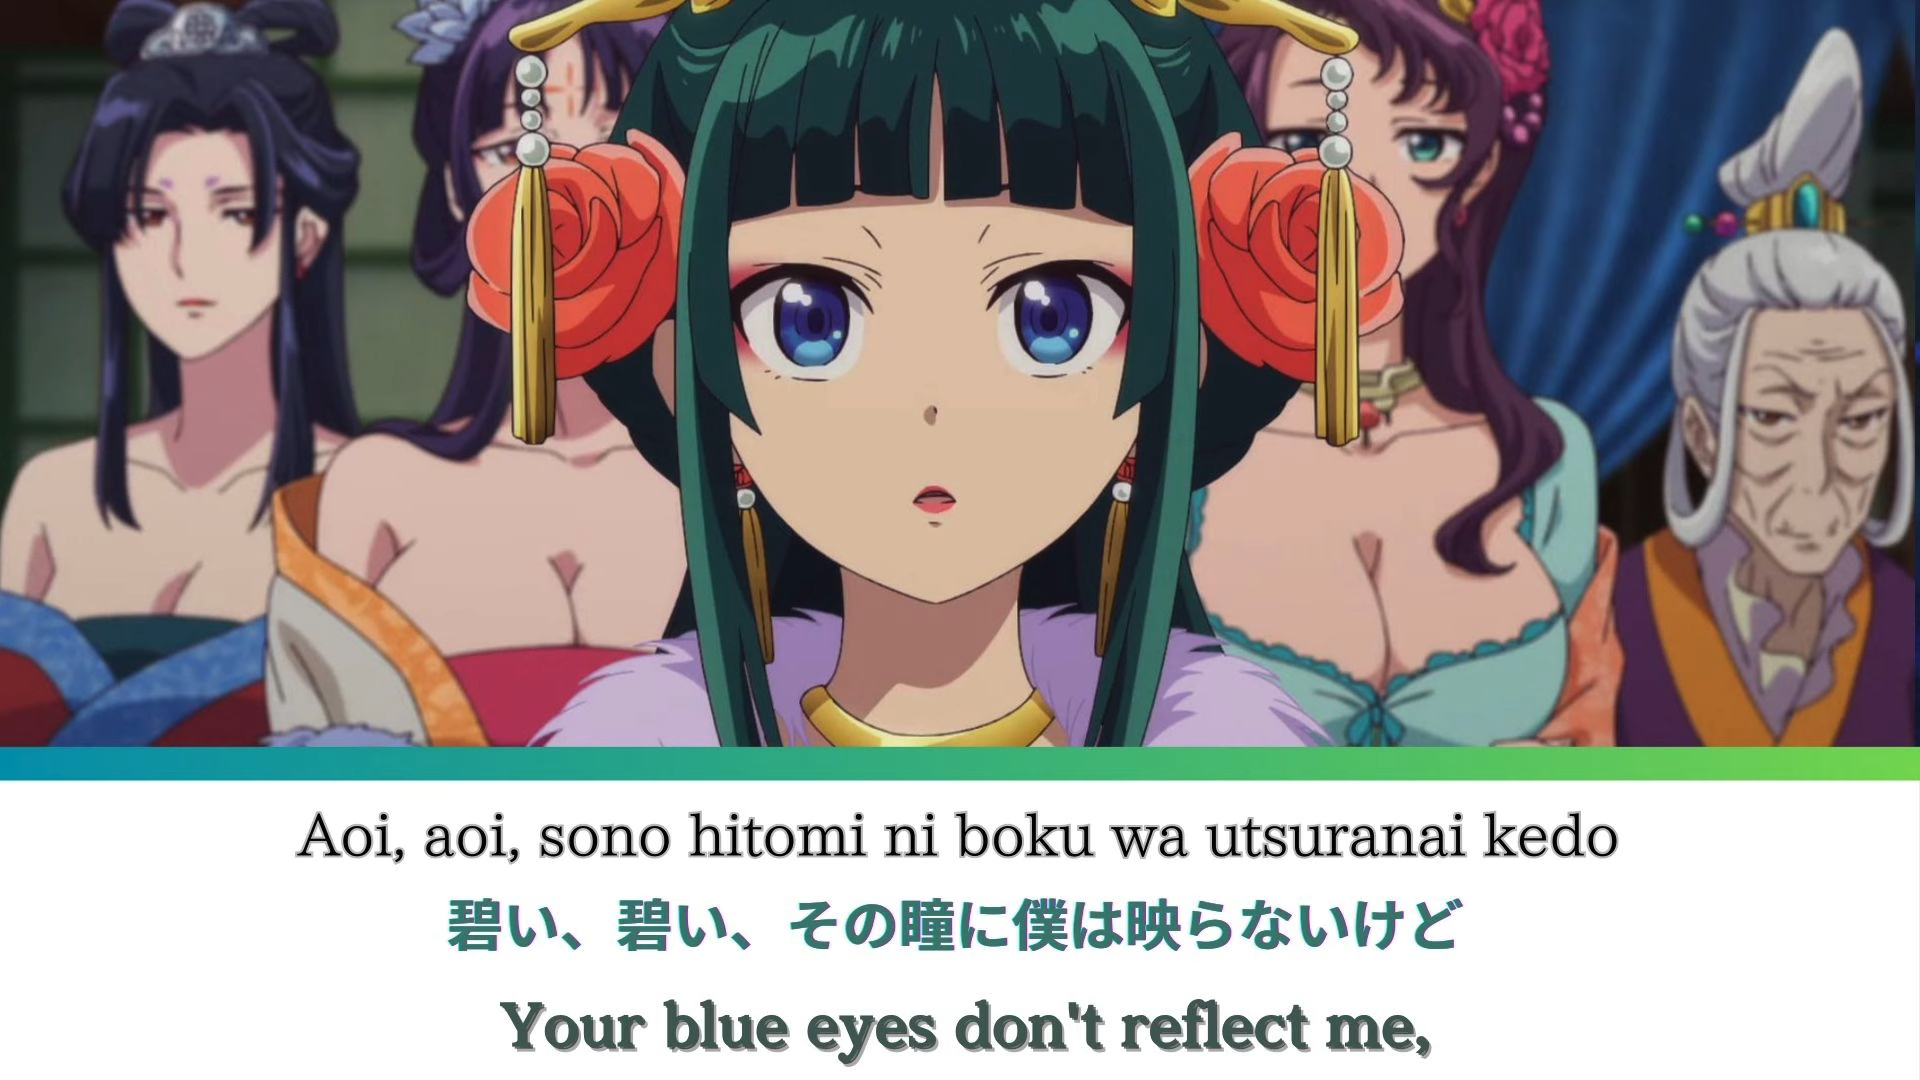 Aoi, aoi, sono hitomi ni boku wa utsuranai kedo
碧い、碧い、その瞳に僕は映らないけど
Your blue eyes don't reflect me,